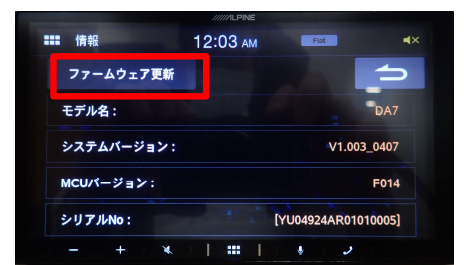 ALPINE
情報
12:03 AM
Flat
ファームウェア更新
モデル名：
DA7
システムバージョン：
V1.003_0407
MCUバージョン：
F014
シリアルNo：
[YU04924AR01010005]